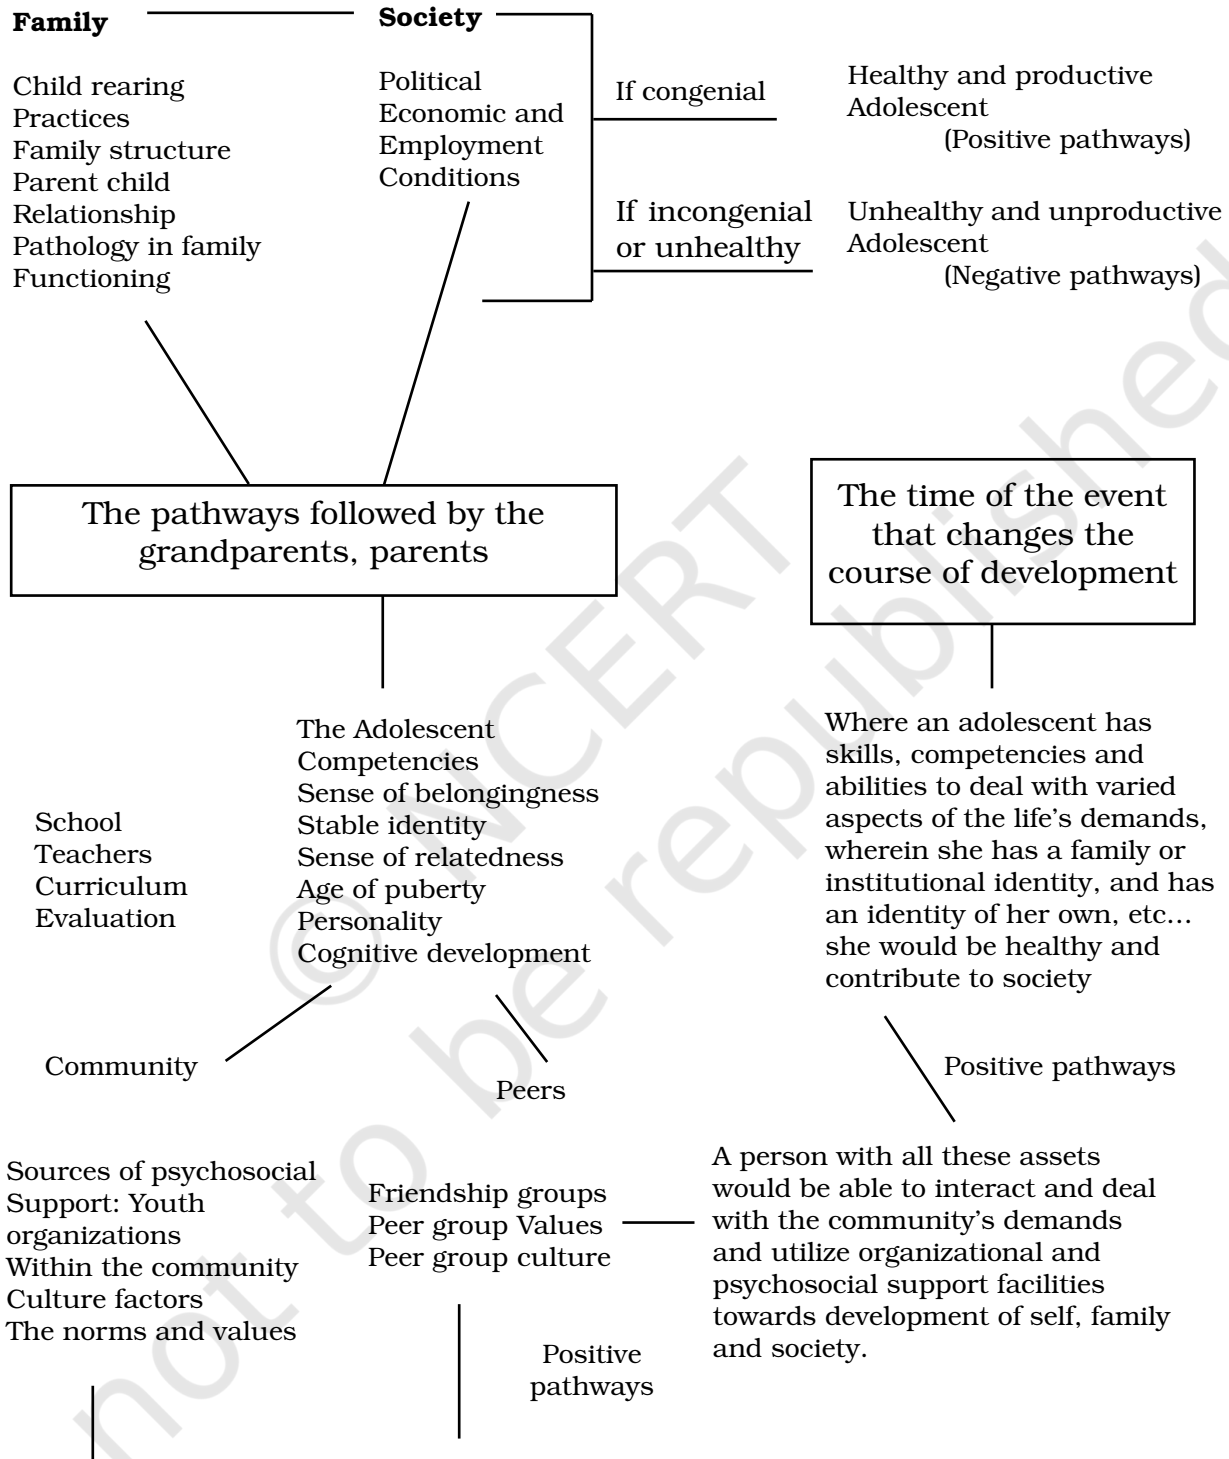 Family
Society
Child rearing
Practices
Family structure
Parent child
Relationship
Pathology in family
Functioning
Political
Economic and
Employment
Conditions
If congenial
Healthy and productive
Adolescent
(Positive pathways)
If incongenial
or unhealthy
Unhealthy and unproductive
Adolescent
(Negative pathways)
The pathways followed by the
grandparents, parents
The time of the event
that changes the
course of development
The Adolescent
Competencies
Sense of belongingness
Stable identity
Sense of relatedness
Age of puberty
Personality
Cognitive development
School
Teachers
Curriculum
Evaluation
Where an adolescent has
skills, competencies and
abilities to deal with varied
aspects of the life’s demands,
wherein she has a family or
institutional identity, and has
an identity of her own, etc...
she would be healthy and
contribute to society
Community
Peers
Positive pathways
Sources of psychosocial
Support: Youth
organizations
Within the community
Culture factors
The norms and values
Friendship groups
Peer group Values
Peer group culture
A person with all these assets
would be able to interact and deal
with the community’s demands
and utilize organizational and
psychosocial support facilities
towards development of self, family
and society.
Positive
pathways
© NCERT
not to be republished